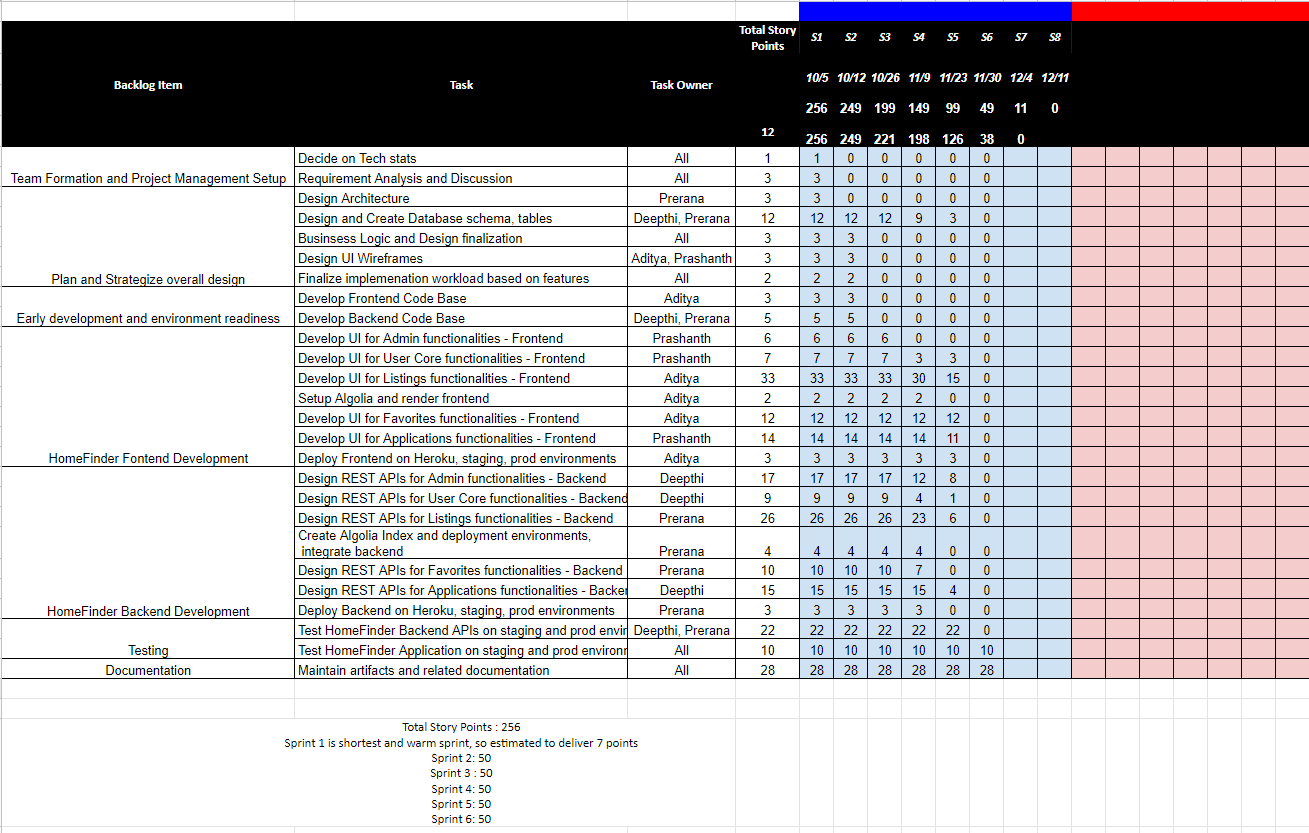 Total Story Points S1 S2 S3 S4 S5 S6 S7 S8
Backlog Item Task Task Owner 10/5 10/12 10/26 11/9 11/23 11/30 12/4 12/11
256 249 199 149 99 49 11 0
12 256 249 221 198 126 38 0
Decide on Tech stats All 1 1 0 0 0 0 0
Team Formation and Project Management Setup Requirement Analysis and Discussion All 3 3 0 0 0 0 0
Design Architecture Prerana 3 3 0 0 0 0 0
Design and Create Database schema, tables Deepthi, Prerana 12 12 12 12 9 3 0
Businsess Logic and Design finalization All 3 3 3 0 0 0 0
Design UI Wireframes Aditya, Prashanth 3 3 3 0 0 0 0
Plan and Strategize overall design Finalize implemenation workload based on features All 2 2 2 0 0 0 0
Develop Frontend Code Base Aditya 3 3 3 0 0 0 0
Early development and environment readiness Develop Backend Code Base Deepthi, Prerana 5 5 5 0 0 0 0
Develop UI for Admin functionalities - Frontend Prashanth 6 6 6 6 0 0 0
Develop UI for User Core functionalities - Frontend Prashanth 7 7 7 7 3 3 0
Develop UI for Listings functionalities - Frontend Aditya 33 33 33 33 30 15 0
Setup Algolia and render frontend Aditya 2 2 2 2 2 0 0
Develop UI for Favorites functionalities - Frontend Aditya 12 12 12 12 12 12 0
Develop UI for Applications functionalities - Frontend Prashanth 14 14 14 14 14 11 0
HomeFinder Fontend Development Deploy Frontend on Heroku, staging, prod environments Aditya 3 3 3 3 3 3 0
Design REST APIs for Admin functionalities - Backend Deepthi 17 17 17 17 12 8 0
Design REST APIs for User Core functionalities - Backend Deepthi 9 9 9 9 4 1 0
Design REST APIs for Listings functionalities - Backend Prerana 26 26 26 26 23 6 0
Create Algolia Index and deployment environments,
integrate backend Prerana 4 4 4 4 4 0 0
Design REST APIs for Favorites functionalities - Backend Prerana 10 10 10 10 7 0 0
Design REST APIs for Applications functionalities - Backer Deepthi 15 15 15 15 15 4 0
HomeFinder Backend Development Deploy Backend on Heroku, staging, prod environments Prerana 3 3 3 3 3 0 0
Test HomeFinder Backend APIs on staging and prod envir Deepthi, Prerana 22 22 22 22 22 22 0
Testing Test HomeFinder Application on staging and prod environr All 10 10 10 10 10 10 10
Documentation Maintain artifacts and related documentation All 28 28 28 28 28 28 28
Total Story Points : 256
Sprint 1 is shortest and warm sprint, so estimated to deliver 7 points
Sprint 2: 50
Sprint 3 : 50
Sprint 4: 50
Sprint 5: 50
Sprint 6: 50